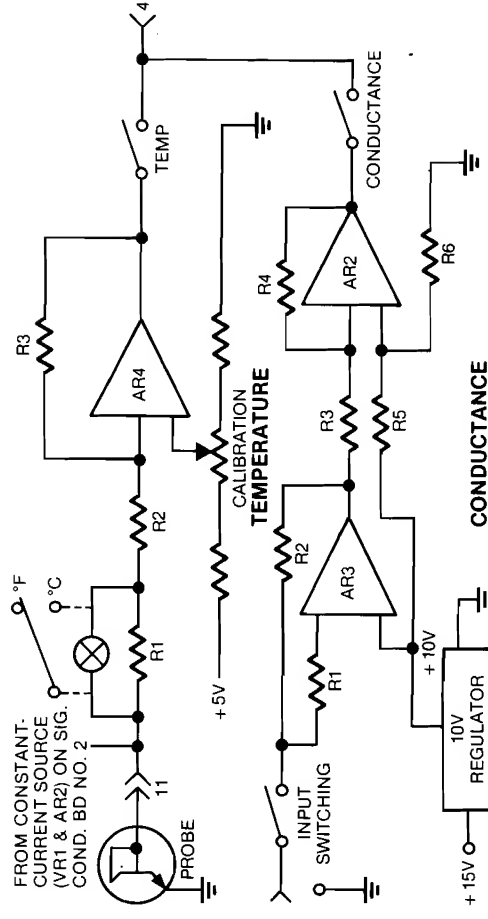 FROM CONSTANT-
CURRENT SOURCE
(VR1 & AR2) ON SIG.
COND. BD NO. 2
°F
°C
11
PROBE
R1
R2
R3
AR4
TEMP
4
+5V
CALIBRATION
TEMPERATURE
INPUT
SWITCHING
R1
R2
AR3
R3
R4
AR2
R5
R6
CONDUCTANCE
+10V
+15V
10V
REGULATOR
CONDUCTANCE